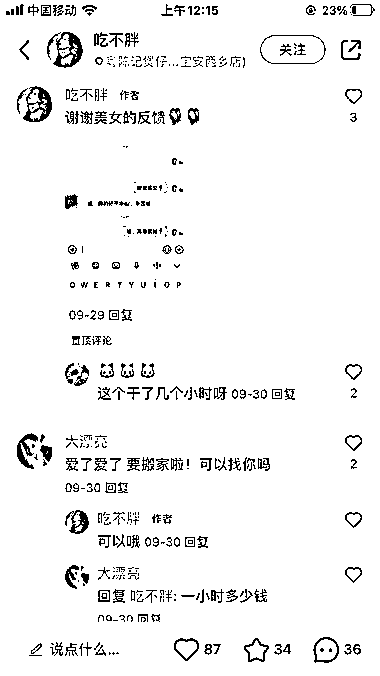 中国移动
上午12:15
23%
吃不胖
陈记煲仔...宝安西乡店)
关注
吃不胖 作者
谢谢美女的反馈
3
Q W E R T Y U I O P
09-29 回复
置顶评论
这个干了几个小时呀 09-30 回复
2
大漂亮
爱了爱了 要搬家啦！可以找你吗
2
09-30 回复
吃不胖 作者
可以哦 09-30 回复
大漂亮
回复 吃不胖: 一小时多少钱
09-30 回复
说点什么...
87
34
36